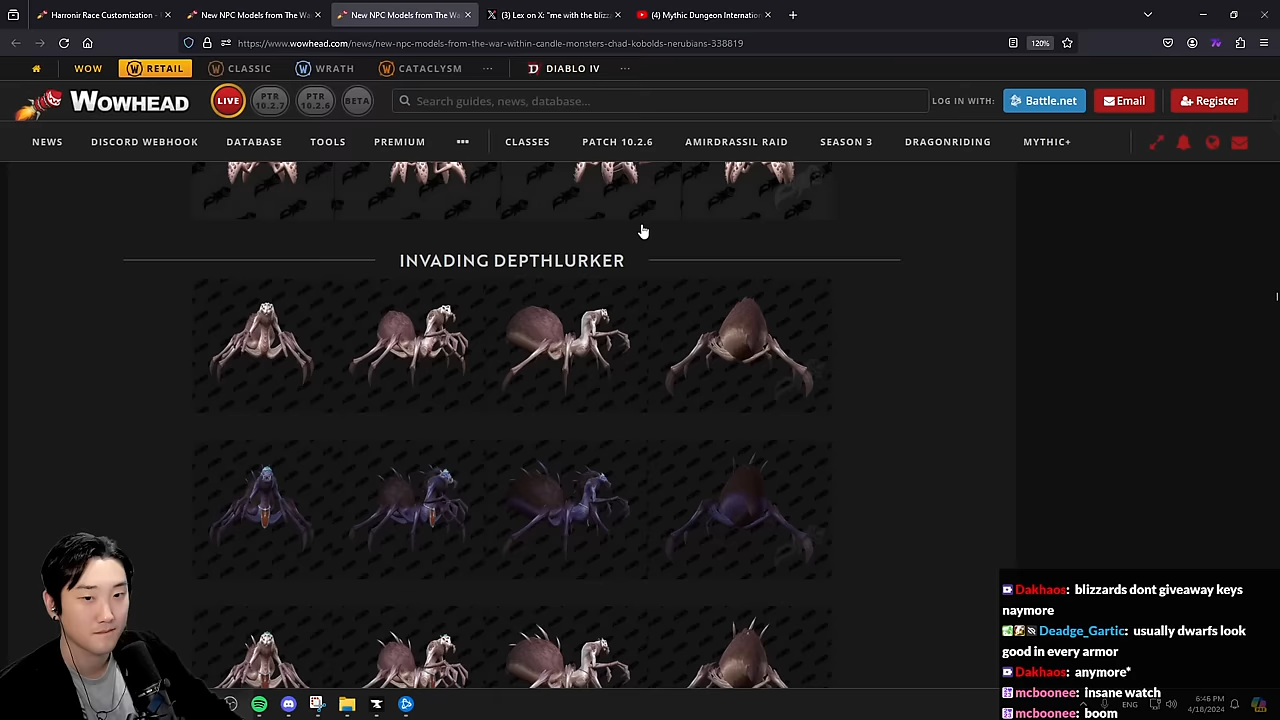 Harronir Race Customization -
New NPC Models from The Wa
New NPC Models from The Wa
Lex on X: "me with the blizz
(4) Mythic Dungeon Internation
https://www.wowhead.com/news/new-npc-models-from-the-war-within-candle-monsters-chad-kobolds-nerubians-338819
120%
WOW
RETAIL
CLASSIC
WRATH
CATACLYSM
DIABLO IV
WOWHEAD
LIVE
PTR 10.2.7
PTR 10.2.6
BETA
Search guides, news, database...
LOG IN WITH:
Battle.net
Email
Register
NEWS
DISCORD WEBHOOK
DATABASE
TOOLS
PREMIUM
CLASSES
PATCH 10.2.6
AMIRDRASSIL RAID
SEASON 3
DRAGONRIDING
MYTHIC+
INVADING DEPTHLURKER
Dakhaos: blizzards dont giveaway keys
naymore
Deadge_Gartic: usually dwarfs look
good in every armor
Dakhaos: anymore*
mcboonee: insane watch
mcboonee: boom
ENG
6:46 PM
4/18/2024